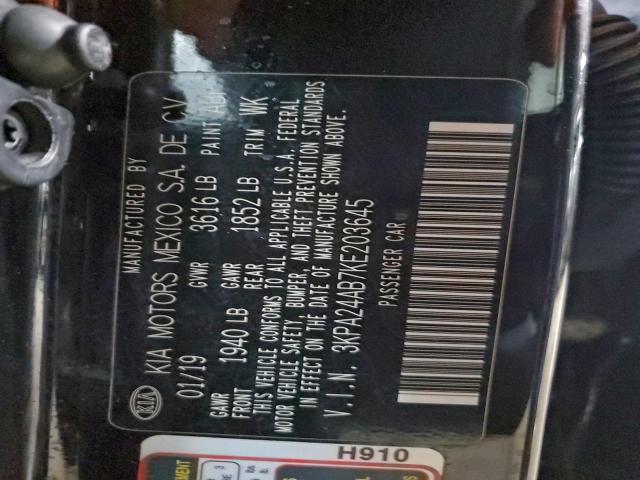 MANUFACTURED BY
KIA KIA MOTORS MEXICO S.A. DE C.V.
01/19 GVWR 3616 LB PAINT
GAWR FRONT 1940 LB GAWR REAR 1852 LB TRIM WK
THIS VEHICLE CONFORMS TO ALL APPLICABLE U.S.A. FEDERAL
MOTOR VEHICLE SAFETY, BUMPER, AND THEFT PREVENTION STANDARDS
IN EFFECT ON THE DATE OF MANUFACTURE SHOWN ABOVE.
V.I.N. 3KPA24AB7KE203645
PASSENGER CAR
H910